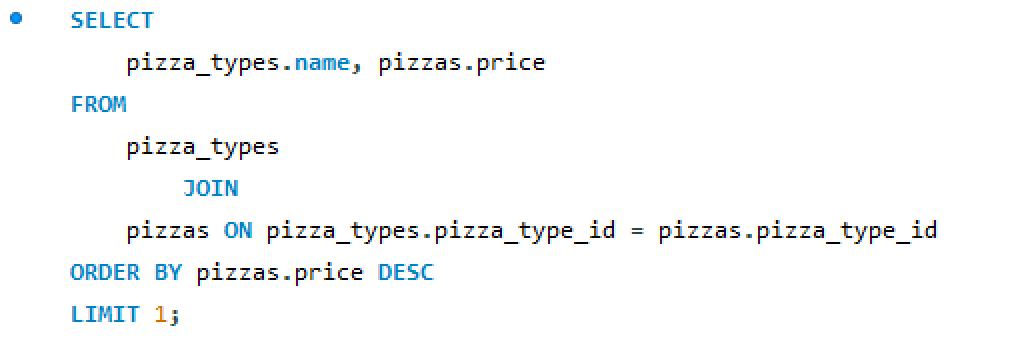 SELECT
pizza_types.name, pizzas.price
FROM
pizza_types
JOIN
pizzas ON pizza_types.pizza_type_id = pizzas.pizza_type_id
ORDER BY pizzas.price DESC
LIMIT 1;